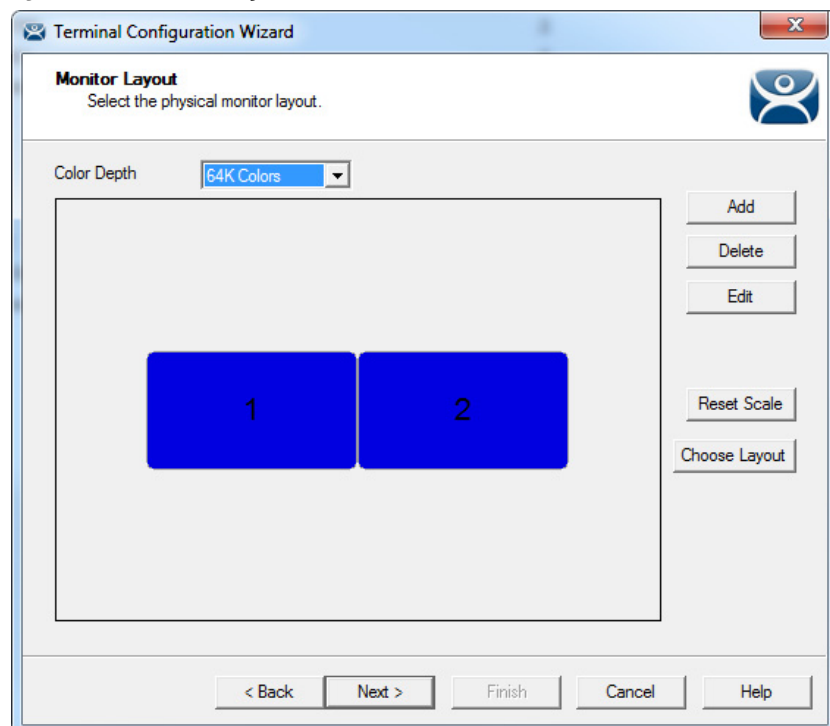 Terminal Configuration Wizard
Monitor Layout
Select the physical monitor layout.
Color Depth
64K Colors
Add
Delete
Edit
1
2
Reset Scale
Choose Layout
< Back
Next >
Finish
Cancel
Help